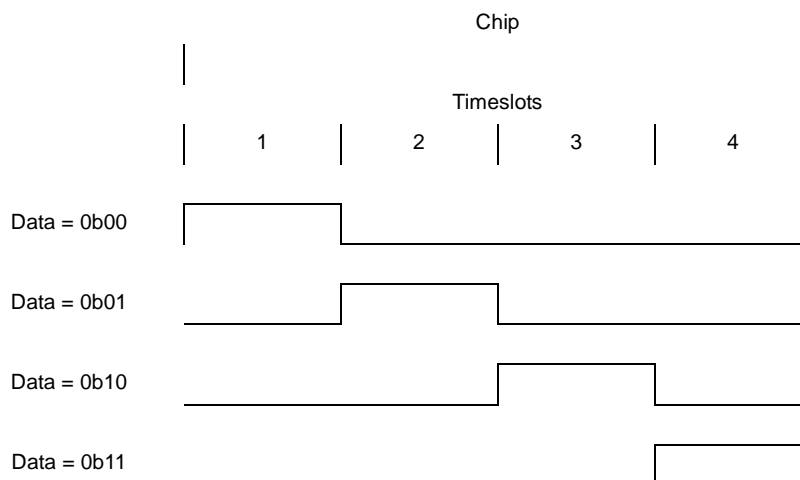 Chip
Timeslots
1 2 3 4
Data = 0b00
Data = 0b01
Data = 0b10
Data = 0b11